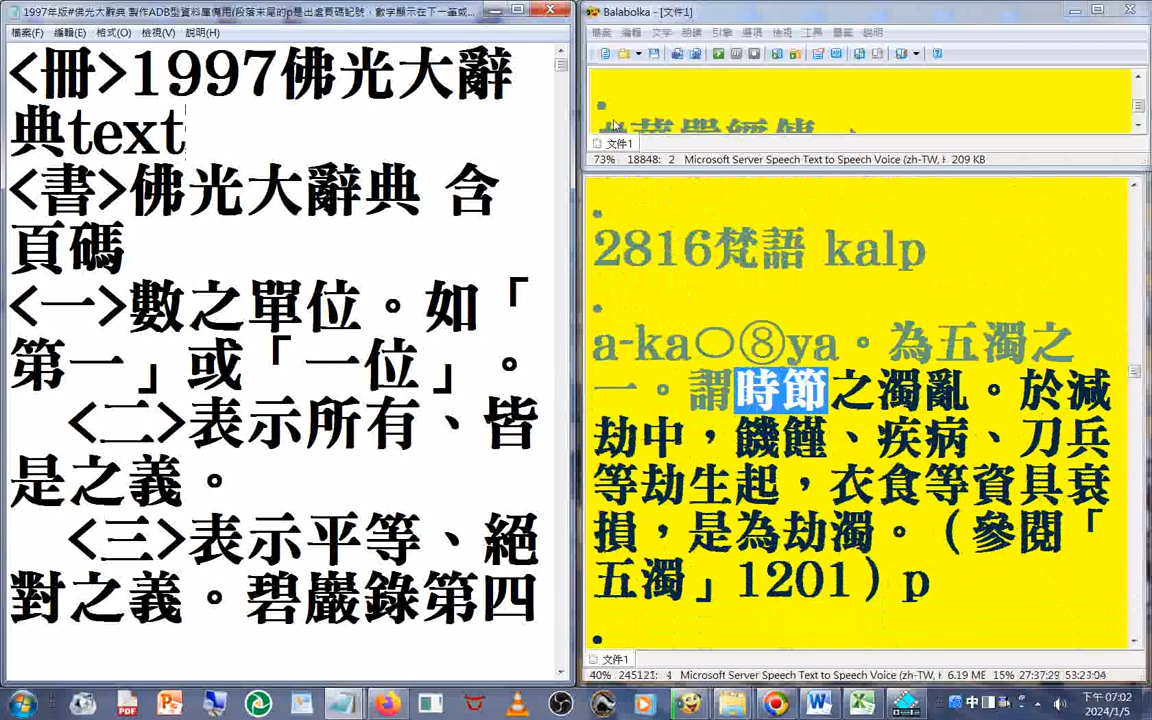 1997年版#佛光大辭典 製作ADB型資料庫備用(段落末尾的p是出處頁碼記號，數字顯示在下一筆或...
檔案(F) 編輯(E) 格式(O) 檢視(V) 說明(H)
<冊>1997佛光大辭
典text
<書>佛光大辭典 含
頁碼
<一>數之單位。如「
第一」或「一位」。
<二>表示所有、皆
是之義。
<三>表示平等、絕
對之義。碧巖錄第四
Balabolka - [文件1]
檔案 編輯 文字 朗讀 引擎 選項 檢視 工具 書籤 說明
文件1
73% 18848: 2 Microsoft Server Speech Text to Speech Voice (zh-TW, H 209 KB
2816梵語 kalp
a-ka○⑧ya。為五濁之
一。謂時節之濁亂。於減
劫中，饑饉、疾病、刀兵
等劫生起，衣食等資具衰
損，是為劫濁。（參閱「
五濁」1201）p
文件1
40% 245121: 4 Microsoft Server Speech Text to Speech Voice (zh-TW, H 6.19 MB 15% 27:37:29 53:23:04
中
下午 07:02
2024/1/5